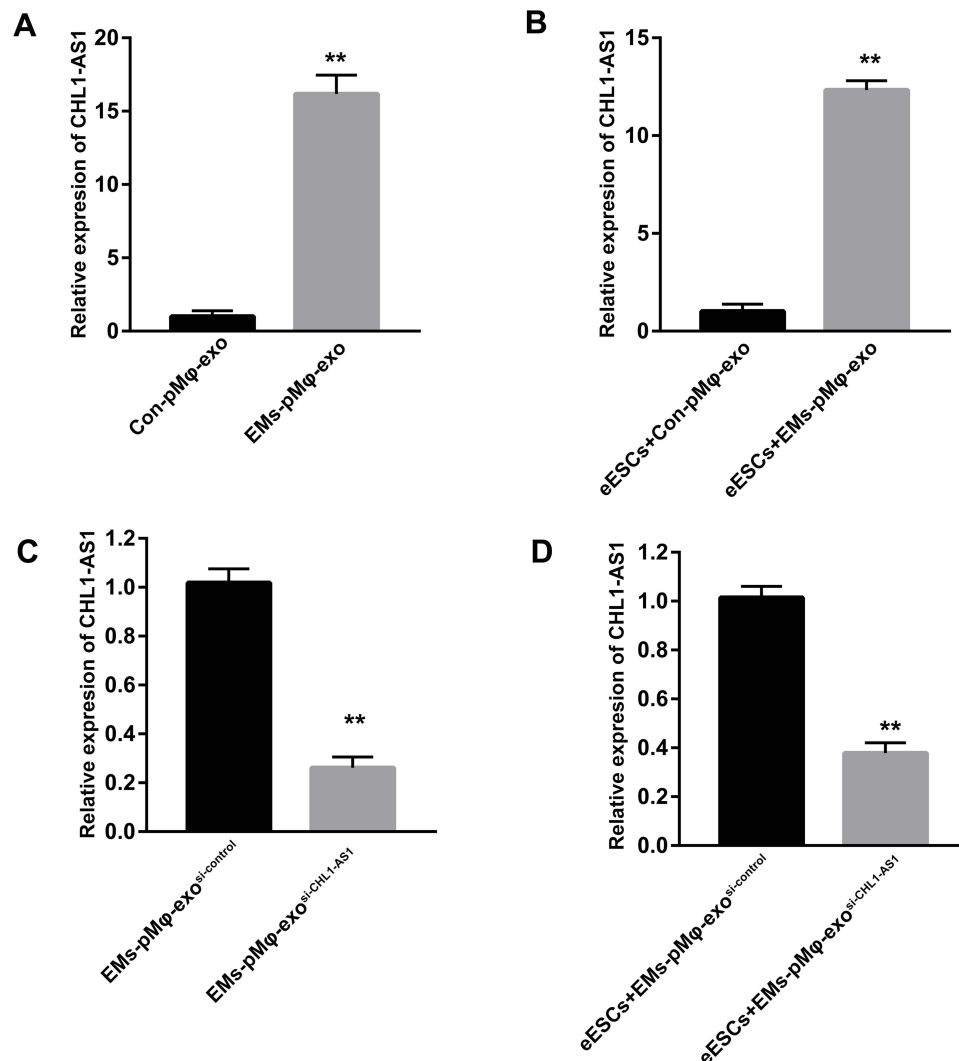 A
Relative expresion of CHL1-AS1
20
15
10
5
0
**
Con-pMφ-exo
EMs-pMφ-exo
B
Relative expresion of CHL1-AS1
15
10
5
0
**
eESCs+Con-pMφ-exo
eESCs+EMs-pMφ-exo
C
Relative expresion of CHL1-AS1
1.2
1.0
0.8
0.6
0.4
0.2
0.0
**
EMs-pMφ-exosi-control
EMs-pMφ-exosi-CHL1-AS1
D
Relative expresion of CHL1-AS1
1.2
1.0
0.8
0.6
0.4
0.2
0.0
**
eESCs+EMs-pMφ-exosi-control
eESCs+EMs-pMφ-exosi-CHL1-AS1